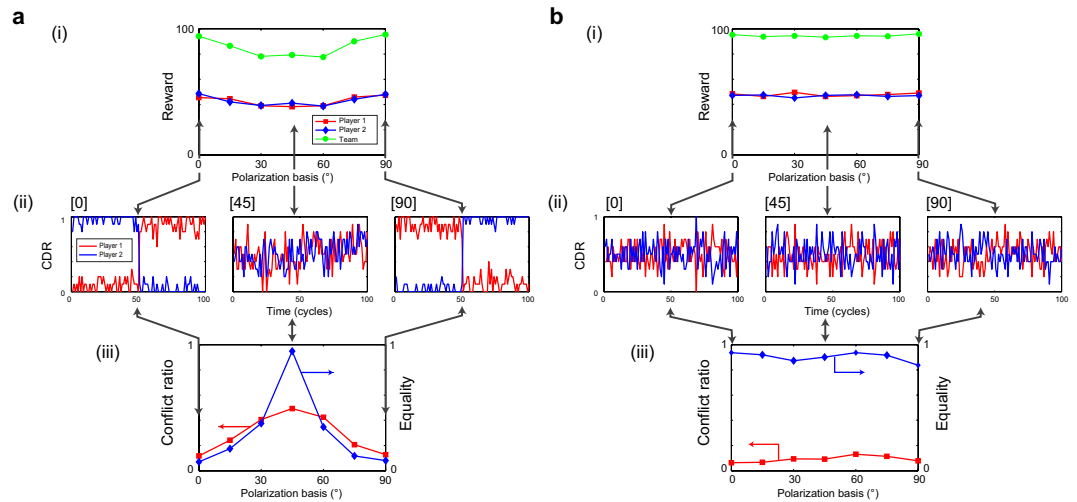 a
(i)
100
Reward
0
0 30 60 90
Polarization basis (°)
Player 1
Player 2
Team
(ii)
[0] [45] [90]
1
CDR
0
Player 1
Player 2
0 50 100
0 100
0 50 100
Time (cycles)
(iii)
1 1
Conflict ratio
Equality
0 0
0 30 60 90
Polarization basis (°)
b
(i)
100
Reward
0
0 30 60 90
Polarization basis (°)
(ii)
[0] [45] [90]
1
CDR
0
0 100
0 100
0 100
Time (cycles)
(iii)
1 1
Conflict ratio
Equality
0 0
0 30 60 90
Polarization basis (°)